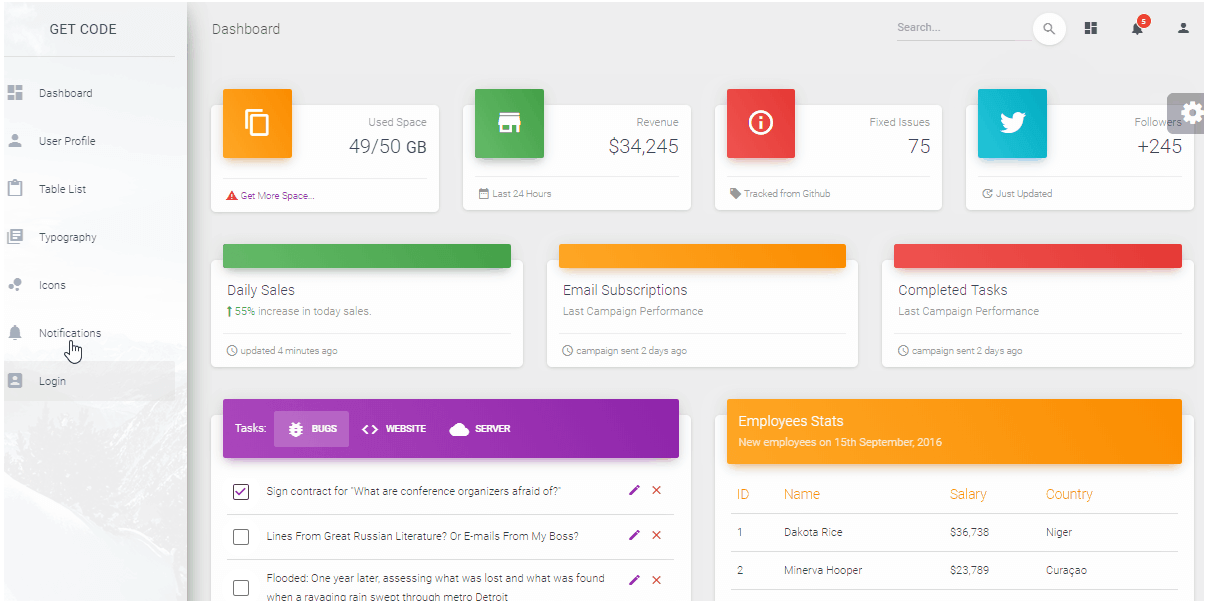 GET CODE
Dashboard
User Profile
Table List
Typography
Icons
Notifications
Login
Dashboard
Search...
5
Used Space
49/50 GB
Get More Space...
Revenue
$34,245
Last 24 Hours
Fixed Issues
75
Tracked from Github
Followers
+245
Just Updated
Daily Sales
55% increase in today sales.
updated 4 minutes ago
Email Subscriptions
Last Campaign Performance
campaign sent 2 days ago
Completed Tasks
Last Campaign Performance
campaign sent 2 days ago
Tasks: BUGS WEBSITE SERVER
Sign contract for "What are conference organizers afraid of?"
Lines From Great Russian Literature? Or E-mails From My Boss?
Flooded: One year later, assessing what was lost and what was found
when a ravaging rain swept through metro Detroit
Employees Stats
New employees on 15th September, 2016
ID Name Salary Country
1 Dakota Rice $36,738 Niger
2 Minerva Hooper $23,789 Curaçao